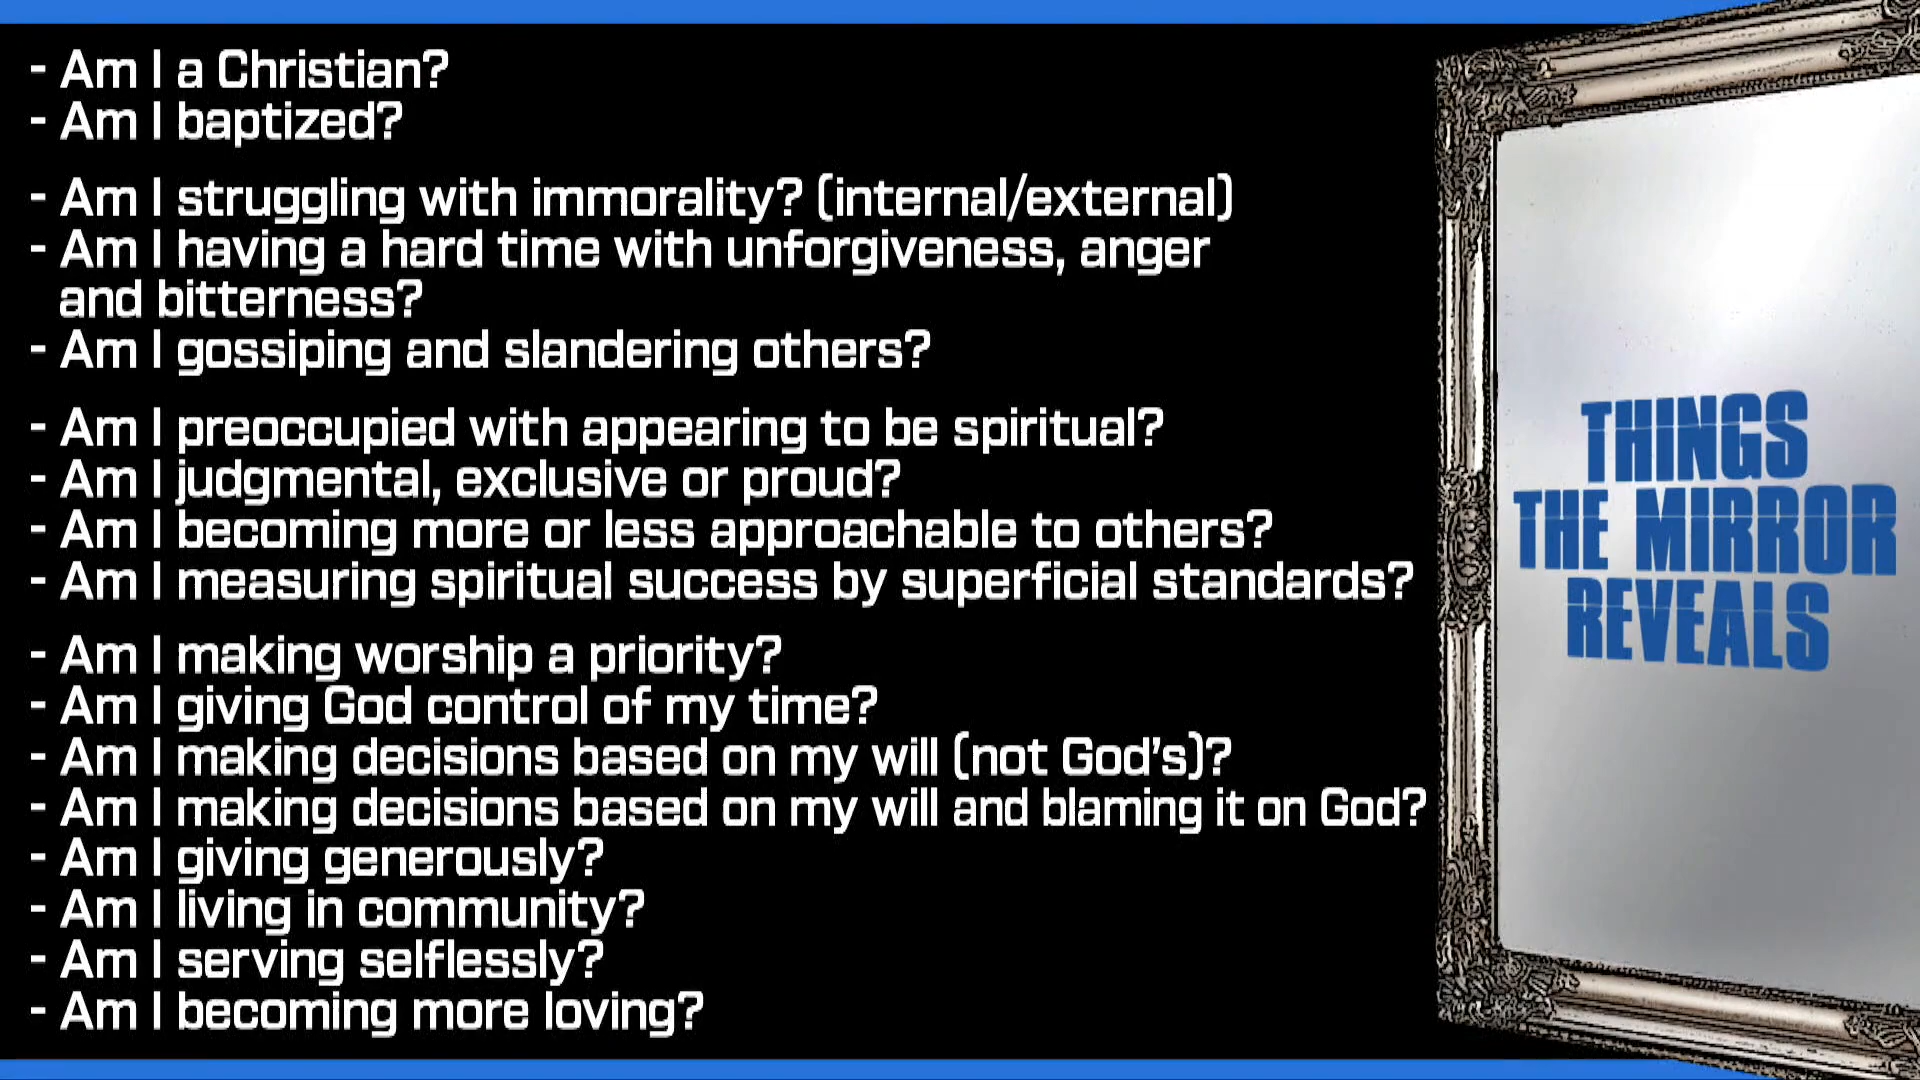 - Am I a Christian?
- Am I baptized?
- Am I struggling with immorality? (internal/external)
- Am I having a hard time with unforgiveness, anger
and bitterness?
- Am I gossiping and slandering others?
- Am I preoccupied with appearing to be spiritual?
- Am I judgmental, exclusive or proud?
- Am I becoming more or less approachable to others?
- Am I measuring spiritual success by superficial standards?
- Am I making worship a priority?
- Am I giving God control of my time?
- Am I making decisions based on my will (not God's)?
- Am I making decisions based on my will and blaming it on God?
- Am I giving generously?
- Am I living in community?
- Am I serving selflessly?
- Am I becoming more loving?
THINGS
THE MIRROR
REVEALS